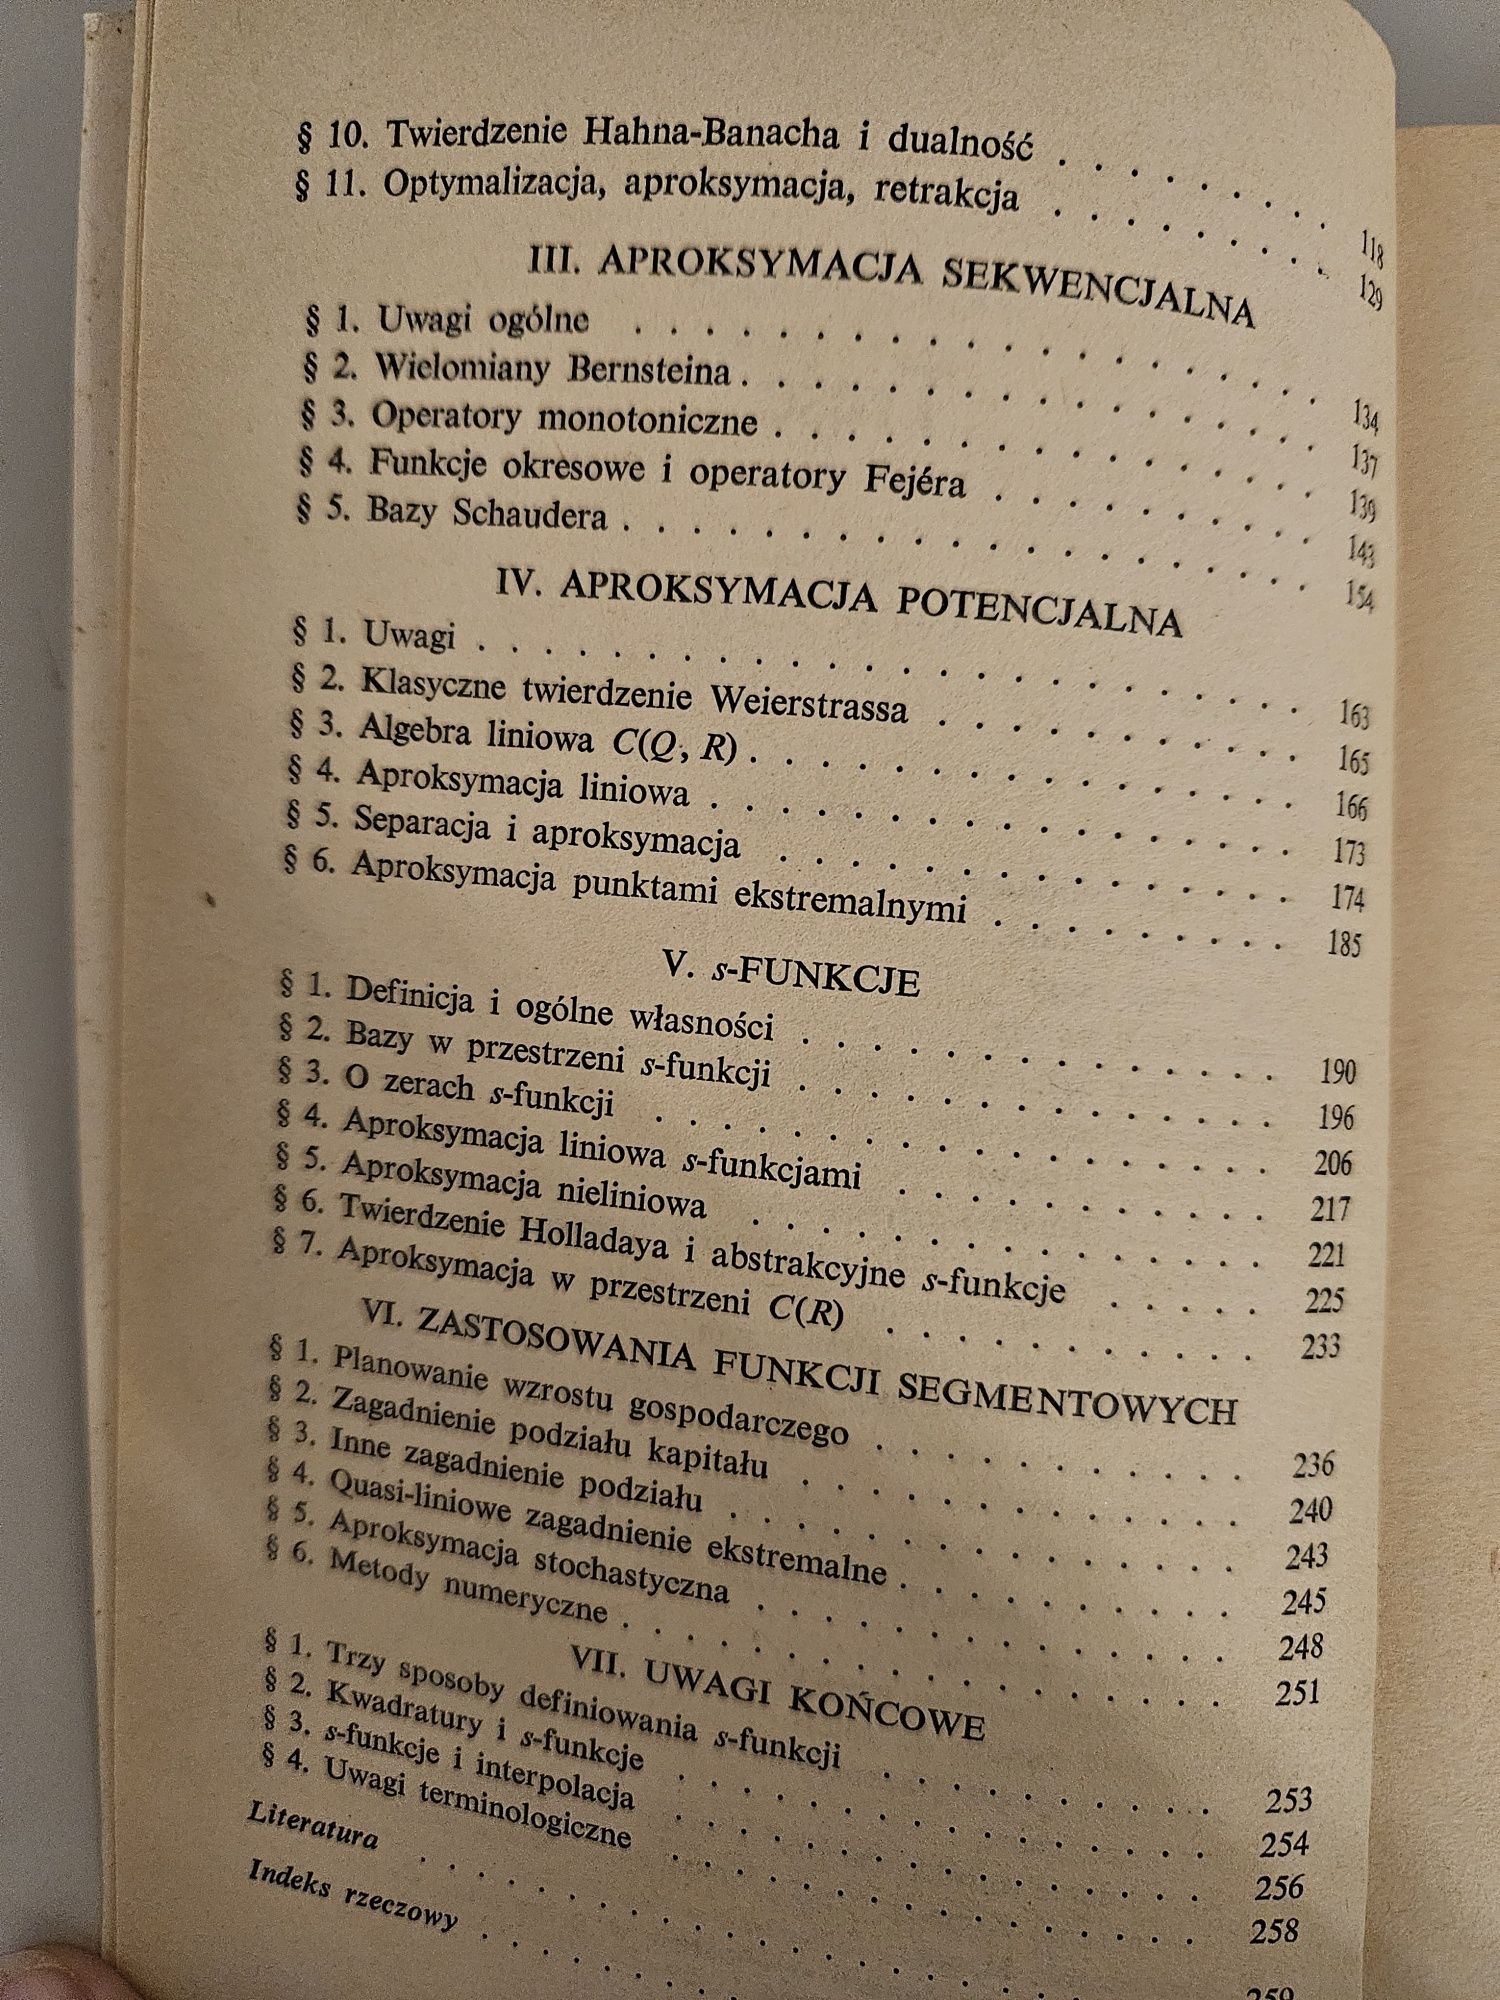 § 10. Twierdzenie Hahna-Banacha i dualność . . . . . . . . 118
§ 11. Optymalizacja, aproksymacja, retrakcja . . . . . . . . 129
III. APROKSYMACJA SEKWENCJALNA
§ 1. Uwagi ogólne . . . . . . . . . . . . . . . . . . . 134
§ 2. Wielomiany Bernsteina . . . . . . . . . . . . . . . . 137
§ 3. Operatory monotoniczne . . . . . . . . . . . . . . . 139
§ 4. Funkcje okresowe i operatory Fejéra . . . . . . . . . 143
§ 5. Bazy Schaudera . . . . . . . . . . . . . . . . . . . 154
IV. APROKSYMACJA POTENCJALNA
§ 1. Uwagi . . . . . . . . . . . . . . . . . . . . . . . 163
§ 2. Klasyczne twierdzenie Weierstrassa . . . . . . . . . . 165
§ 3. Algebra liniowa C(Q, R) . . . . . . . . . . . . . . . 166
§ 4. Aproksymacja liniowa . . . . . . . . . . . . . . . . 173
§ 5. Separacja i aproksymacja . . . . . . . . . . . . . . 174
§ 6. Aproksymacja punktami ekstremalnymi . . . . . . . . . 185
V. s-FUNKCJE
§ 1. Definicja i ogólne własności . . . . . . . . . . . . . 190
§ 2. Bazy w przestrzeni s-funkcji . . . . . . . . . . . . . 196
§ 3. O zerach s-funkcji . . . . . . . . . . . . . . . . . 206
§ 4. Aproksymacja liniowa s-funkcjami . . . . . . . . . . . 217
§ 5. Aproksymacja nieliniowa . . . . . . . . . . . . . . . 221
§ 6. Twierdzenie Holladaya i abstrakcyjne s-funkcje . . . . . 225
§ 7. Aproksymacja w przestrzeni C(R) . . . . . . . . . . . 233
VI. ZASTOSOWANIA FUNKCJI SEGMENTOWYCH
§ 1. Planowanie wzrostu gospodarczego . . . . . . . . . . . 236
§ 2. Zagadnienie podziału kapitału . . . . . . . . . . . . . 240
§ 3. Inne zagadnienie podziału . . . . . . . . . . . . . . 243
§ 4. Quasi-liniowe zagadnienie ekstremalne . . . . . . . . . 245
§ 5. Aproksymacja stochastyczna . . . . . . . . . . . . . . 248
§ 6. Metody numeryczne . . . . . . . . . . . . . . . . . 251
VII. UWAGI KOŃCOWE
§ 1. Trzy sposoby definiowania s-funkcji . . . . . . . . . . 253
§ 2. Kwadratury i s-funkcje . . . . . . . . . . . . . . . 254
§ 3. s-funkcje i interpolacja . . . . . . . . . . . . . . . 256
§ 4. Uwagi terminologiczne . . . . . . . . . . . . . . . . 258
Literatura . . . . . . . . . . . . . . . . . . . . . . 259
Indeks rzeczowy . . . . . . . . . . . . . . . . . . .